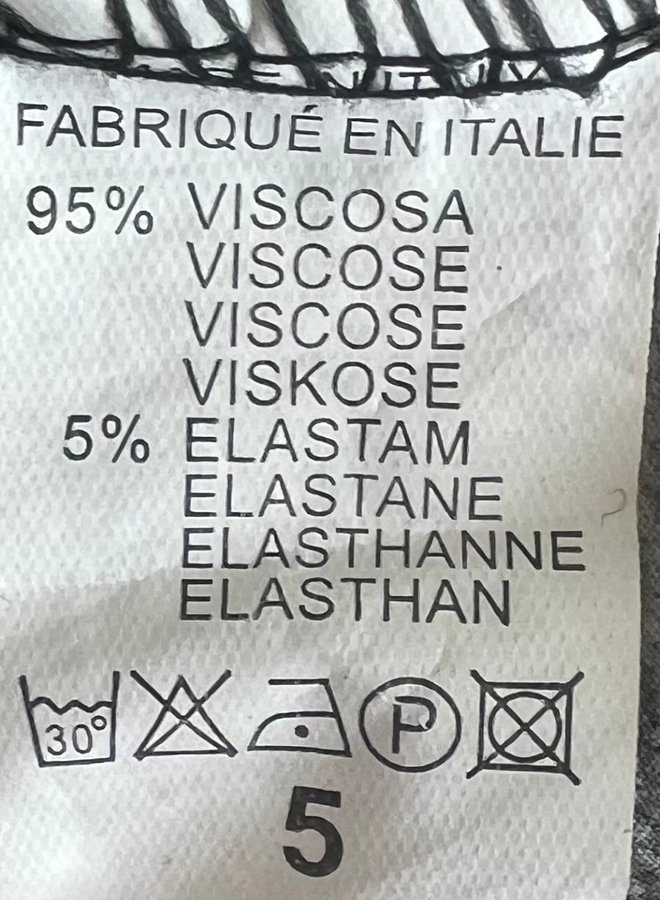 FABRIQUÉ EN ITALIE
95% VISCOSA
VISCOSE
VISCOSE
VISKOSE
5% ELASTAM
ELASTANE
ELASTHANNE
ELASTHAN
30°
P
5